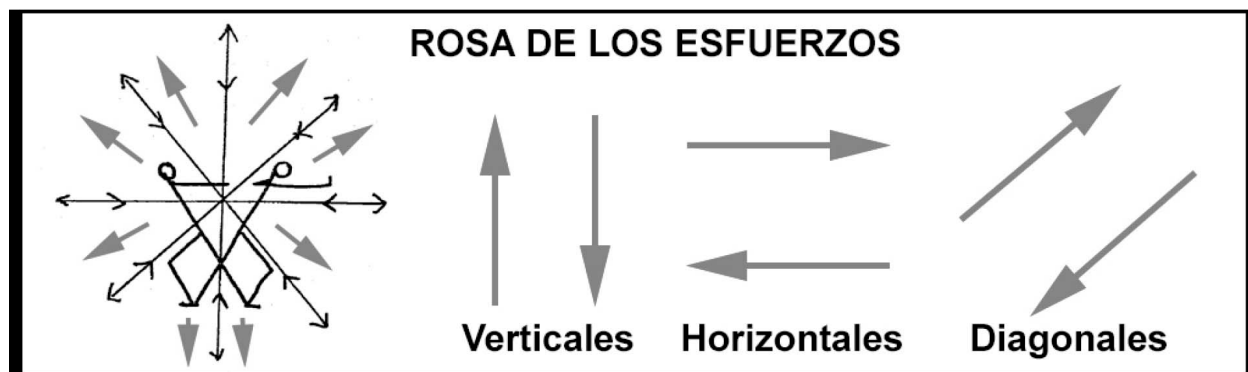 ROSA DE LOS ESFUERZOS
Verticales Horizontales Diagonales